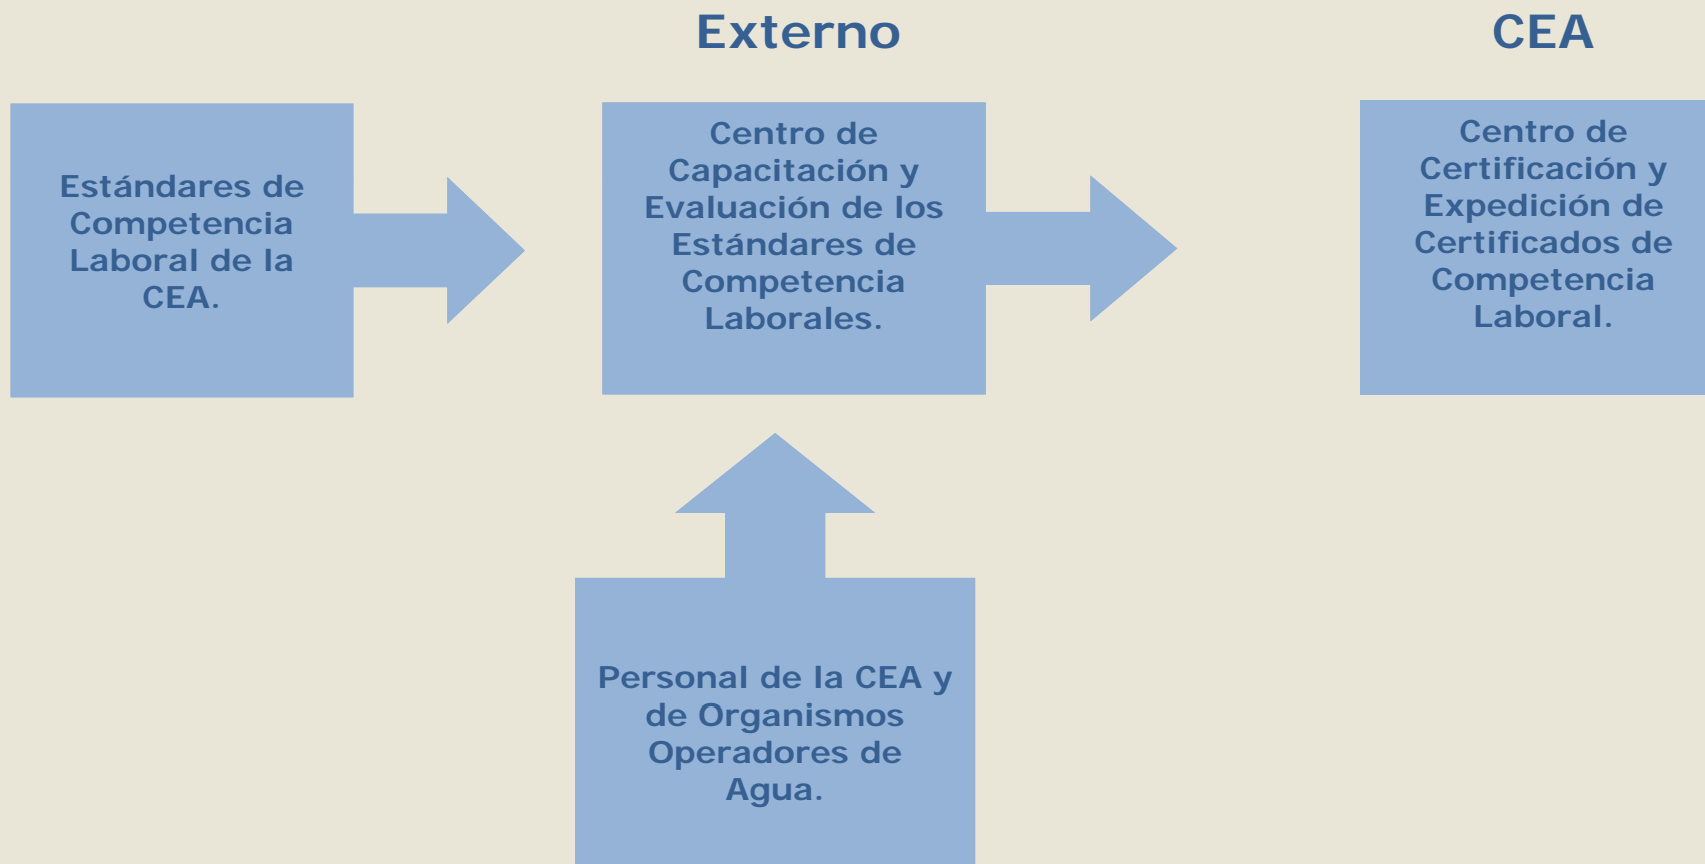 Externo
CEA
Estándares de
Competencia
Laboral de la
CEA.
Centro de
Capacitación y
Evaluación de los
Estándares de
Competencia
Laborales.
Centro de
Certificación y
Expedición de
Certificados de
Competencia
Laboral.
Personal de la CEA y
de Organismos
Operadores de
Agua.